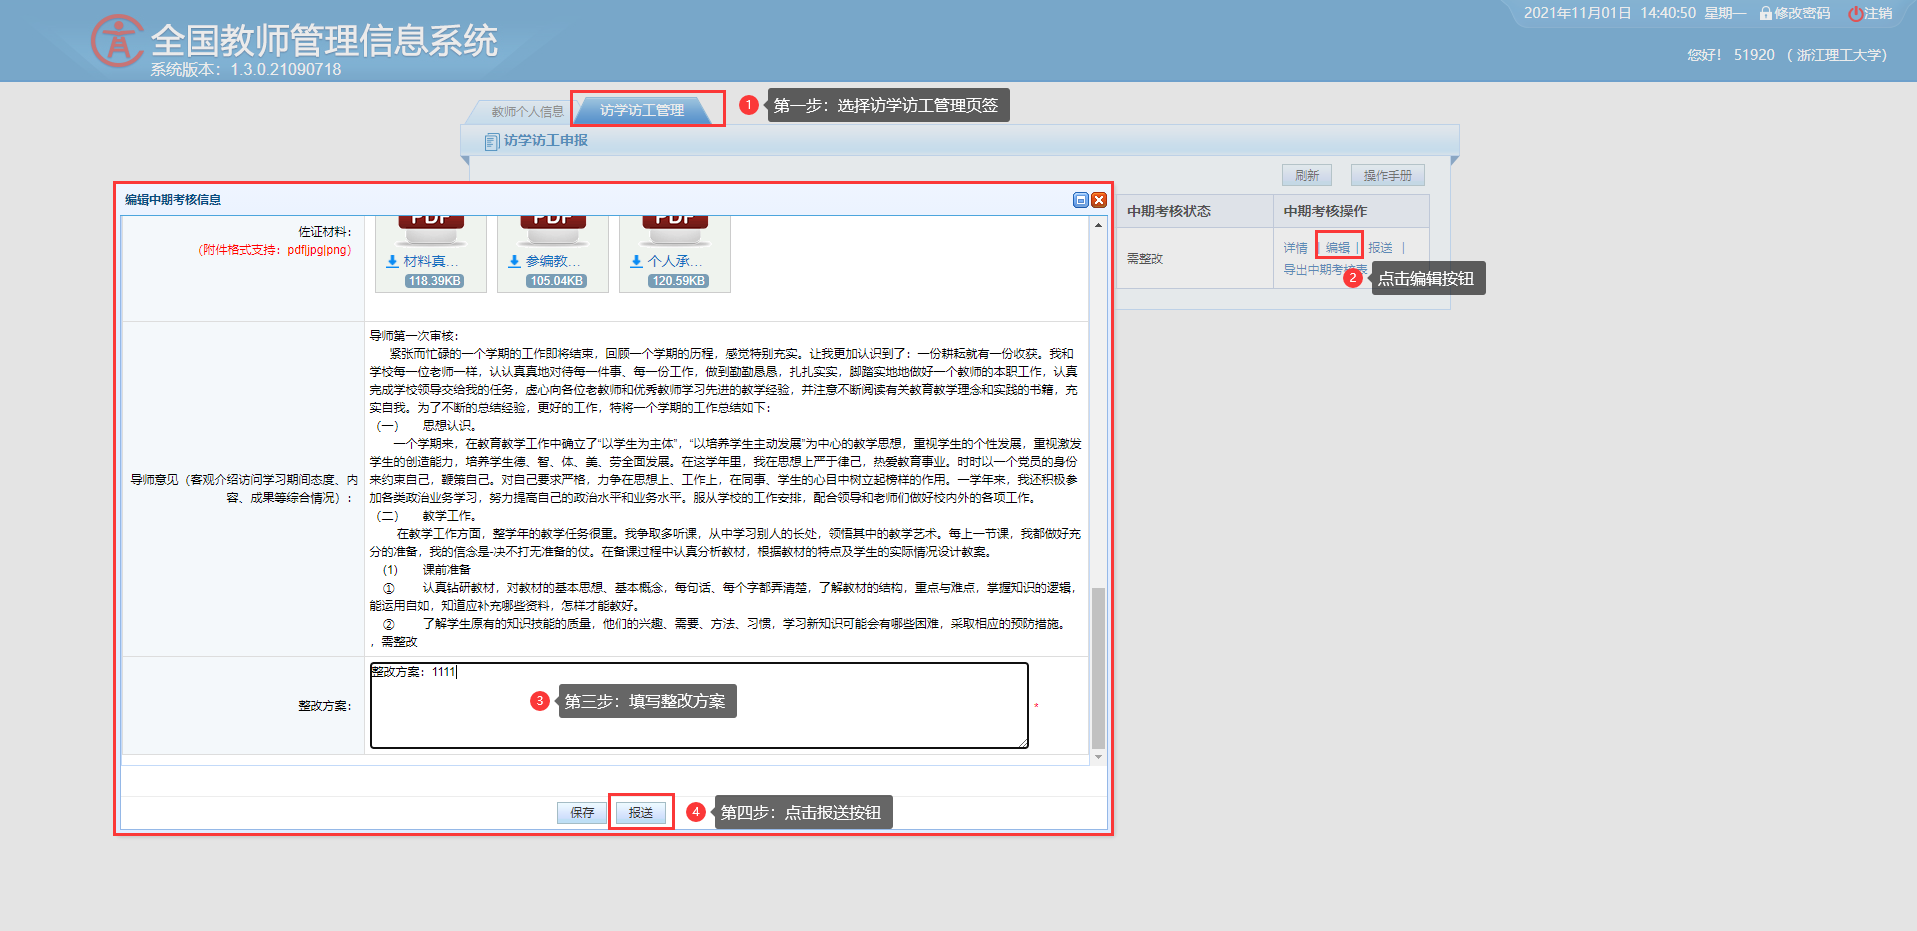 2021年11月01日 14:40:50 星期一 修改密码 注销
全国教师管理信息系统
系统版本：1.3.0.21090718
您好！ 51920 （ 浙江理工大学）
教师个人信息 访学访工管理 1 第一步：选择访学访工管理页签
访学访工申报
刷新 操作手册
中期考核状态 中期考核操作
需整改 详情 | 编辑 | 报送 |
导出中期考核表
2 点击编辑按钮
编辑中期考核信息
佐证材料：
（附件格式支持：pdf|jpg|png）
PDF PDF PDF
材料真... 参编教... 个人承...
118.39KB 105.04KB 120.59KB
导师意见（客观介绍访问学习期间态度、内
容、成果等综合情况）：
导师第一次审核：
紧张而忙碌的一个学期的工作即将结束，回顾一个学期的历程，感觉特别充实。让我更加认识到了：一份耕耘就有一份收获。我和
学校每一位老师一样，认认真真地对待每一件事、每一份工作，做到勤勤恳恳，扎扎实实，脚踏实地地做好一个教师的本职工作，认真
完成学校领导交给我的任务，虚心向各位老教师和优秀教师学习先进的教学经验，并注意不断阅读有关教育教学理念和实践的书籍，充
实自我。为了不断的总结经验，更好的工作，特将一个学期的工作总结如下：
（一） 思想认识。
一个学期来，在教育教学工作中确立了“以学生为主体”，“以培养学生主动发展”为中心的教学思想，重视学生的个性发展，重视激发
学生的创造能力，培养学生德、智、体、美、劳全面发展。在这学年里，我在思想上严于律己，热爱教育事业。时时以一个党员的身份
来约束自己，鞭策自己。对自己要求严格，力争在思想上、工作上，在同事、学生的心目中树立起榜样的作用。一学年来，我还积极参
加各类政治业务学习，努力提高自己的政治水平和业务水平。服从学校的工作安排，配合领导和老师们做好校内外的各项工作。
（二） 教学工作。
在教学工作方面，整学年的教学任务很重。我争取多听课，从中学习别人的长处，领悟其中的教学艺术。每上一节课，我都做好充
分的准备，我的信念是-决不打无准备的仗。在备课过程中认真分析教材，根据教材的特点及学生的实际情况设计教案。
(1) 课前准备
① 认真钻研教材，对教材的基本思想、基本概念，每句话、每个字都弄清楚，了解教材的结构，重点与难点，掌握知识的逻辑，
能运用自如，知道应补充哪些资料，怎样才能教好。
② 了解学生原有的知识技能的质量，他们的兴趣、需要、方法、习惯，学习新知识可能会有哪些困难，采取相应的预防措施。
，需整改
整改方案：
整改方案：1111
3 第三步：填写整改方案
*
保存 报送 4 第四步：点击报送按钮